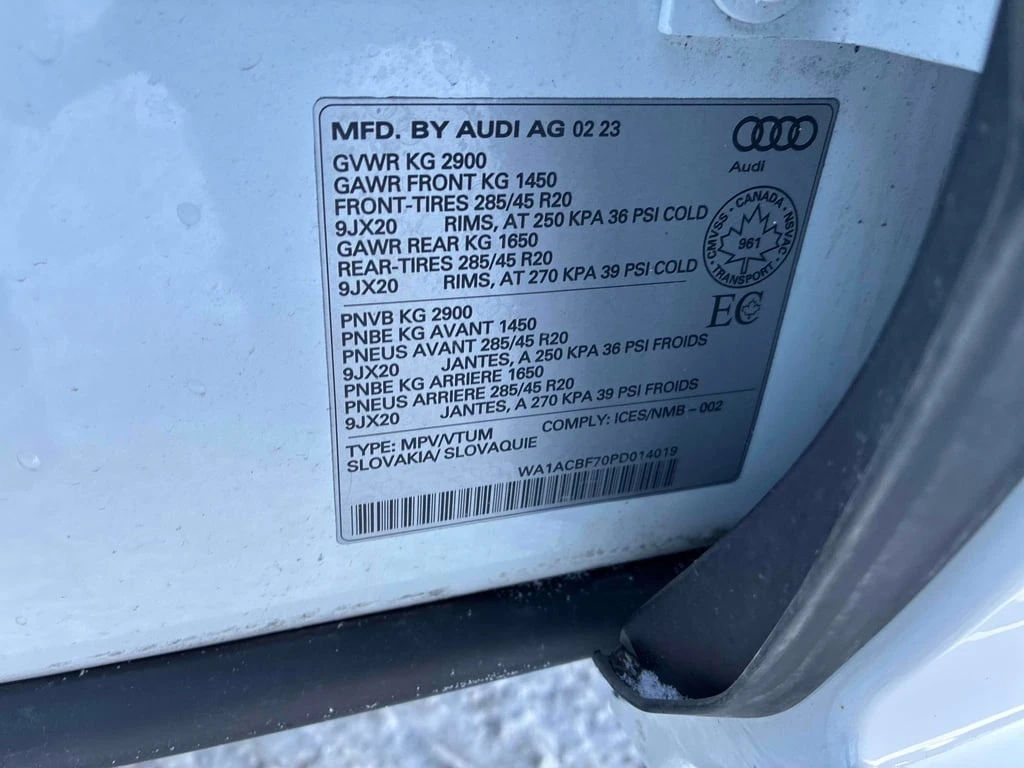 MFD. BY AUDI AG 02 23
Audi
GVWR KG 2900
GAWR FRONT KG 1450
FRONT-TIRES 285/45 R20
9JX20 RIMS, AT 250 KPA 36 PSI COLD
GAWR REAR KG 1650
REAR-TIRES 285/45 R20
9JX20 RIMS, AT 270 KPA 39 PSI COLD
CMVSS · CANADA · NSVAC · TRANSPORT ·
961
EC
PNVB KG 2900
PNBE KG AVANT 1450
PNEUS AVANT 285/45 R20
9JX20 JANTES, A 250 KPA 36 PSI FROIDS
PNBE KG ARRIERE 1650
PNEUS ARRIERE 285/45 R20
9JX20 JANTES, A 270 KPA 39 PSI FROIDS
TYPE: MPV/VTUM COMPLY: ICES/NMB - 002
SLOVAKIA/ SLOVAQUIE
WA1ACBF70PD014019